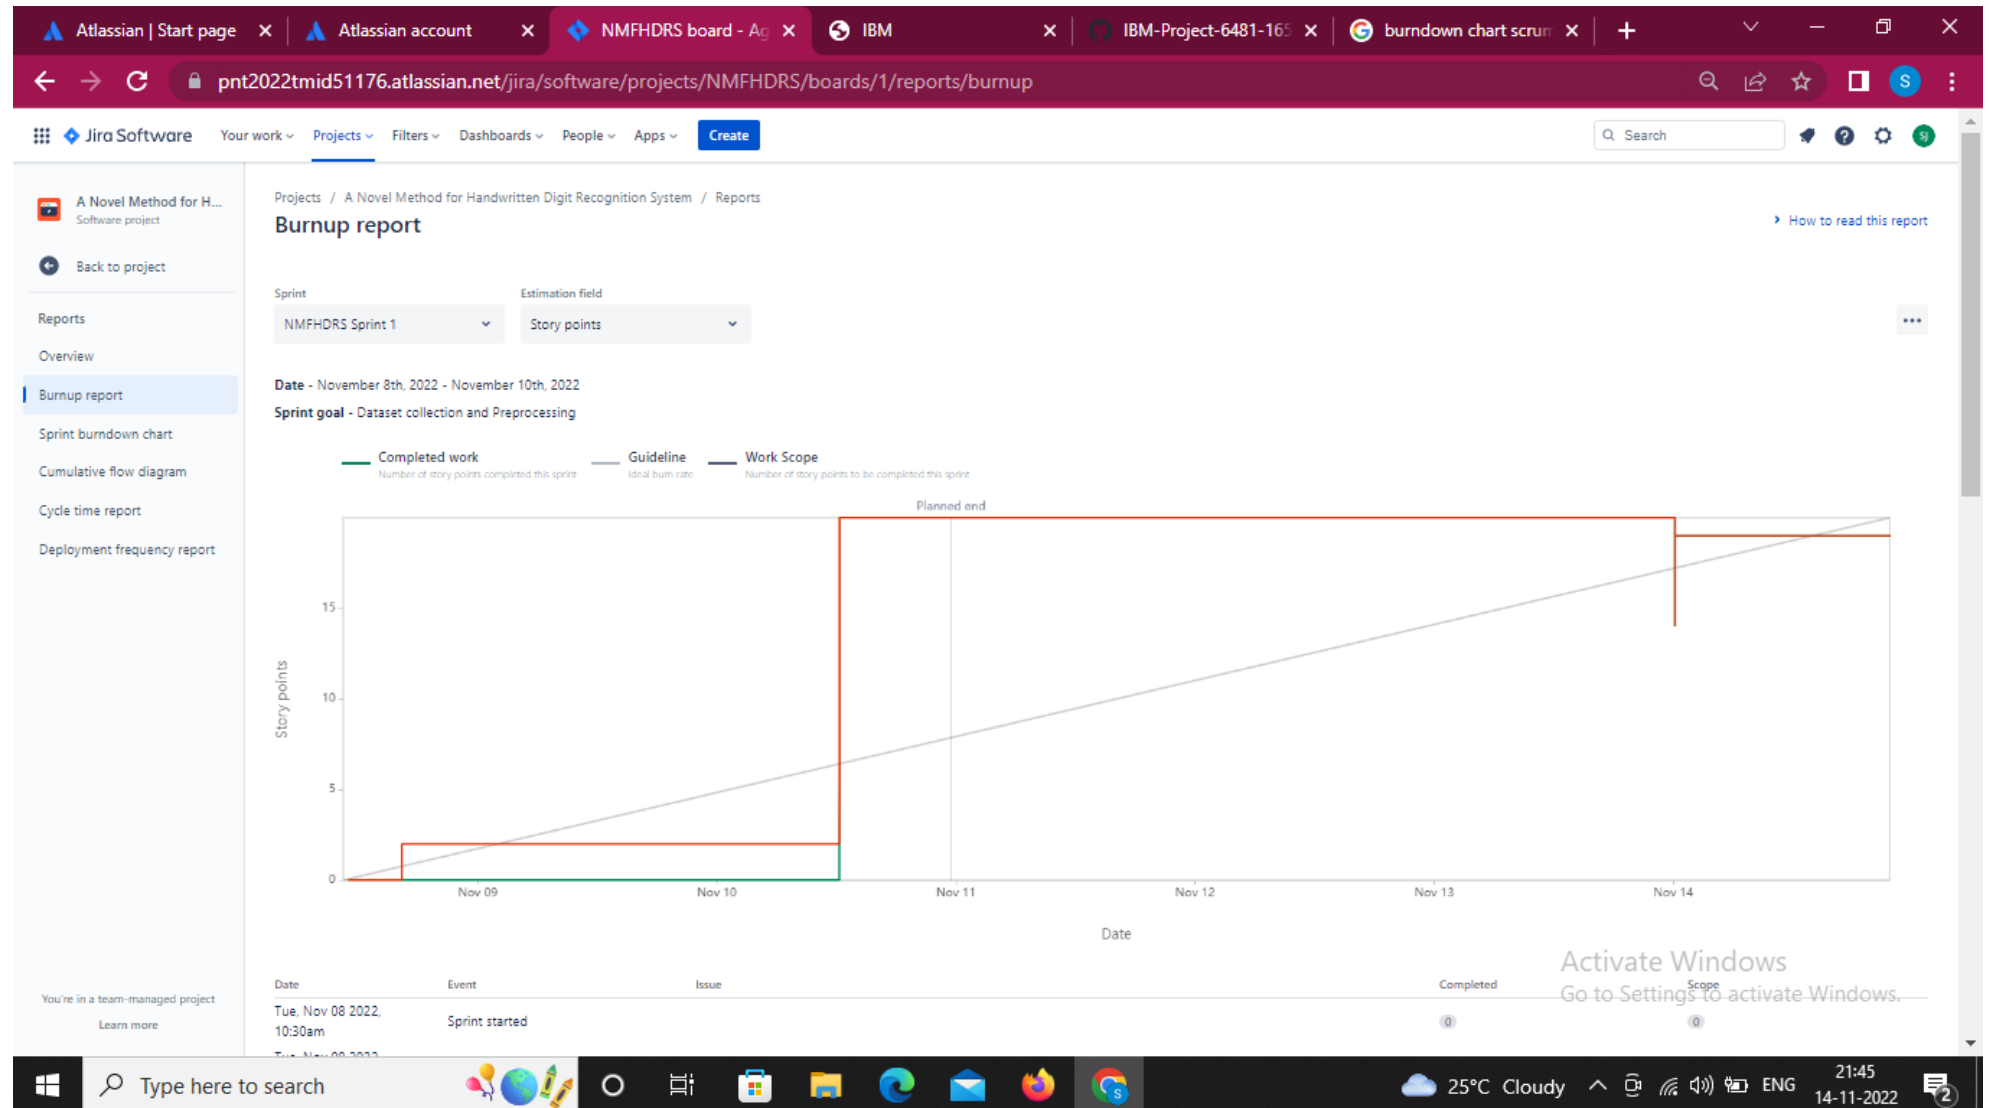 Atlassian | Start page
Atlassian account
NMFHDRS board - Ag
IBM
IBM-Project-6481-165
burndown chart scrum
pnt2022tmid51176.atlassian.net/jira/software/projects/NMFHDRS/boards/1/reports/burnup
S
Jira Software
Your work
Projects
Filters
Dashboards
People
Apps
Create
Search
SJ
A Novel Method for H...
Software project
Back to project
Reports
Overview
Burnup report
Sprint burndown chart
Cumulative flow diagram
Cycle time report
Deployment frequency report
You're in a team-managed project
Learn more
Projects / A Novel Method for Handwritten Digit Recognition System / Reports
Burnup report
How to read this report
Sprint
Estimation field
NMFHDRS Sprint 1
Story points
Date - November 8th, 2022 - November 10th, 2022
Sprint goal - Dataset collection and Preprocessing
Completed work
Number of story points completed this sprint
Guideline
Ideal burn rate
Work Scope
Number of story points to be completed this sprint
Planned end
15
10
5
0
Story points
Nov 09
Nov 10
Nov 11
Nov 12
Nov 13
Nov 14
Date
Date Event Issue Completed Scope
Tue, Nov 08 2022,
10:30am
Sprint started
0
0
Tue, Nov 08 2022,
Activate Windows
Go to Settings to activate Windows.
Type here to search
S
25°C Cloudy
ENG
21:45
14-11-2022
2